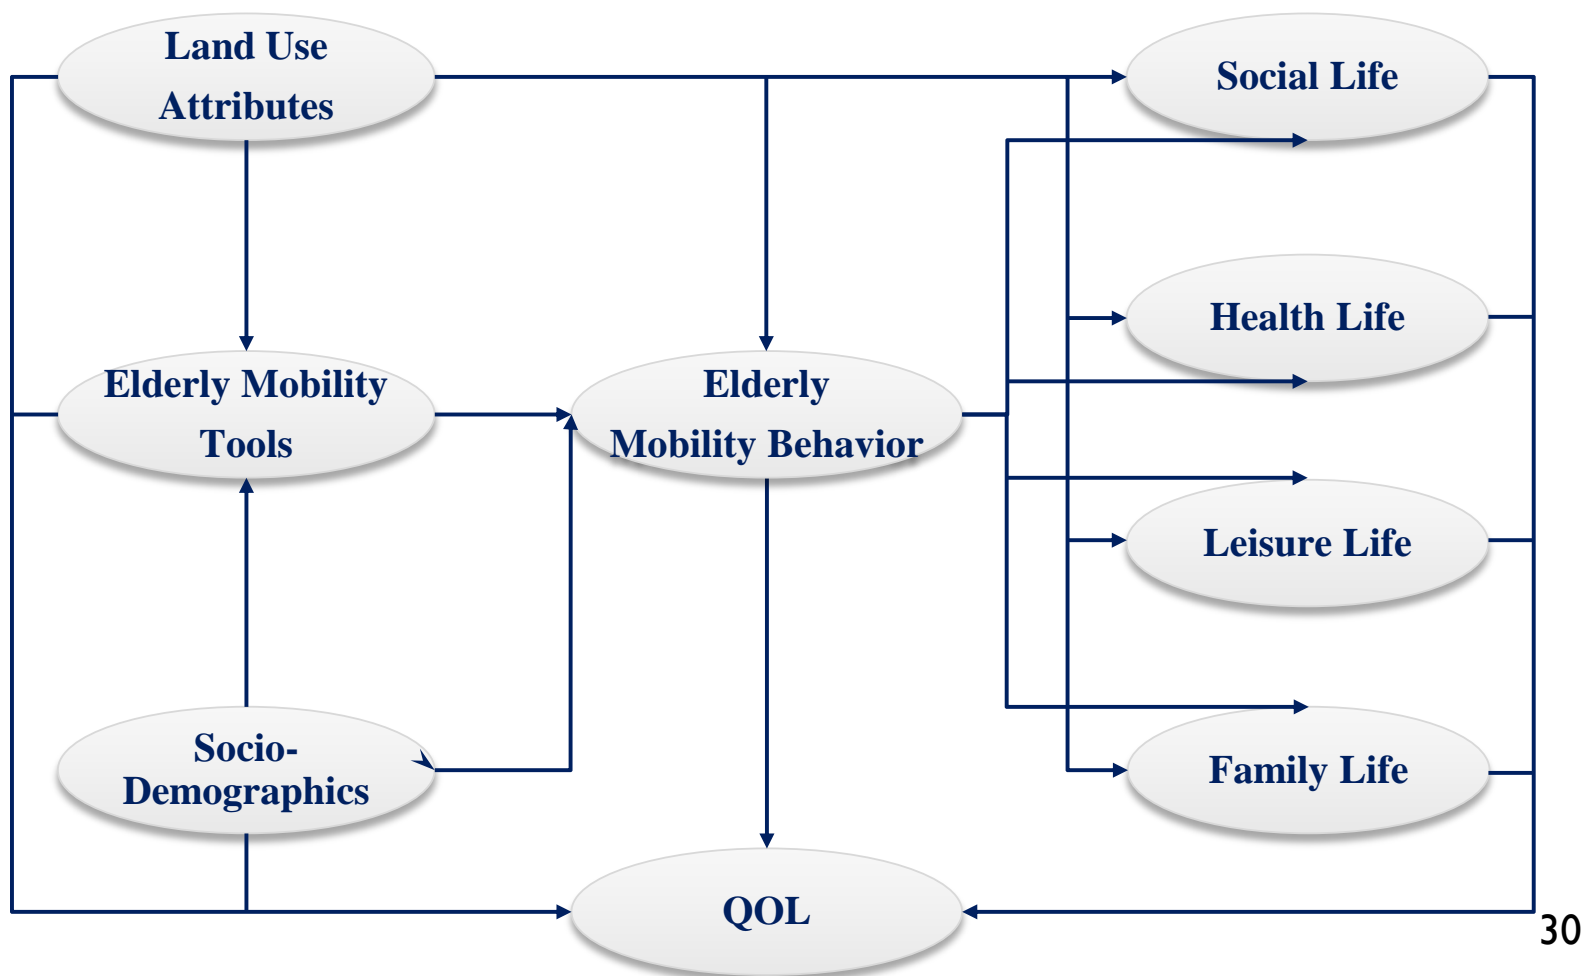 Land Use
Attributes
Social Life
Health Life
Elderly Mobility
Tools
Elderly
Mobility Behavior
Leisure Life
Socio-
Demographics
Family Life
QOL
30